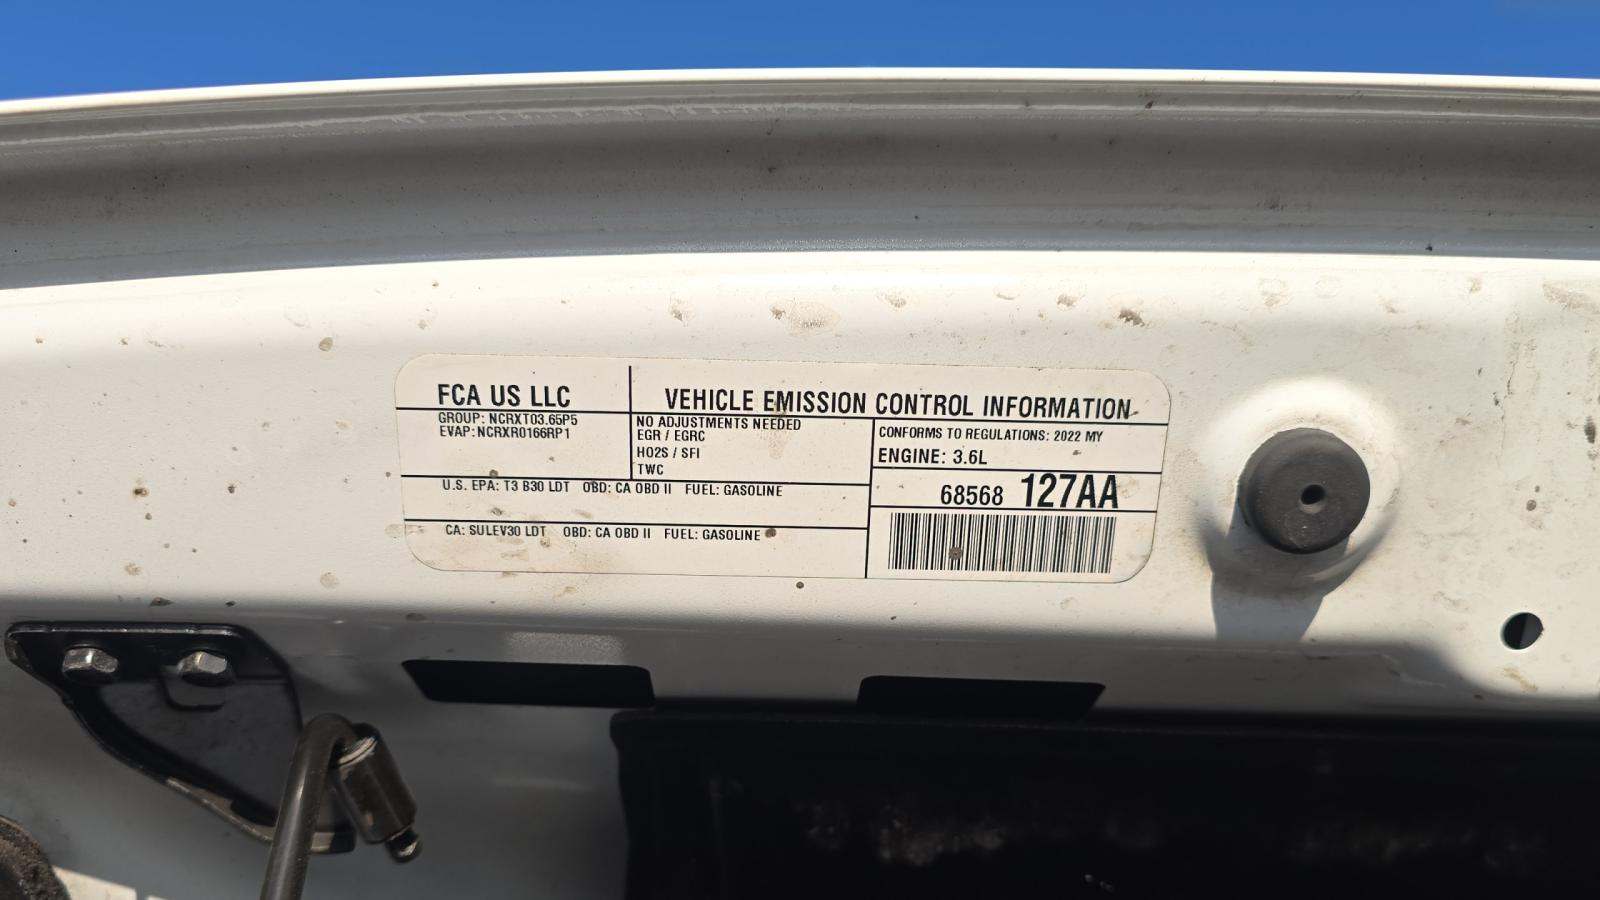 FCA US LLC
VEHICLE EMISSION CONTROL INFORMATION
GROUP: NCRXT03.65P5
EVAP: NCRXR0166RP1
NO ADJUSTMENTS NEEDED
EGR / EGRC
HO2S / SFI
TWC
CONFORMS TO REGULATIONS: 2022 MY
ENGINE: 3.6L
U.S. EPA: T3 B30 LDT OBD: CA OBD II FUEL: GASOLINE
68568 127AA
CA: SULEV30 LDT OBD: CA OBD II FUEL: GASOLINE